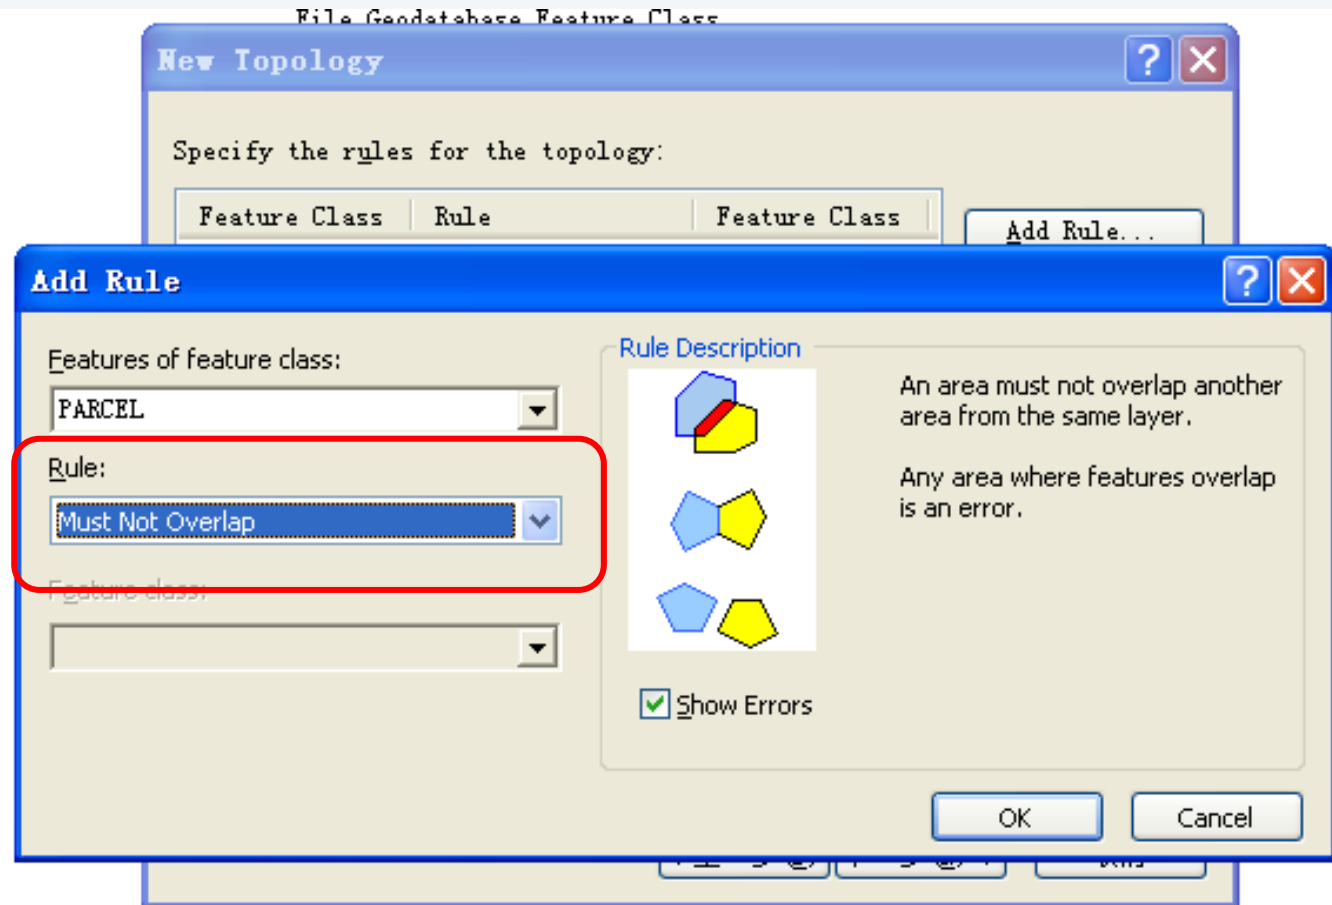 File Geodatabase Feature Class
New Topology
Specify the rules for the topology:
Feature Class Rule Feature Class
Add Rule...
Add Rule
Features of feature class:
PARCEL
Rule:
Must Not Overlap
Feature class:
Rule Description
An area must not overlap another
area from the same layer.
Any area where features overlap
is an error.
Show Errors
OK Cancel